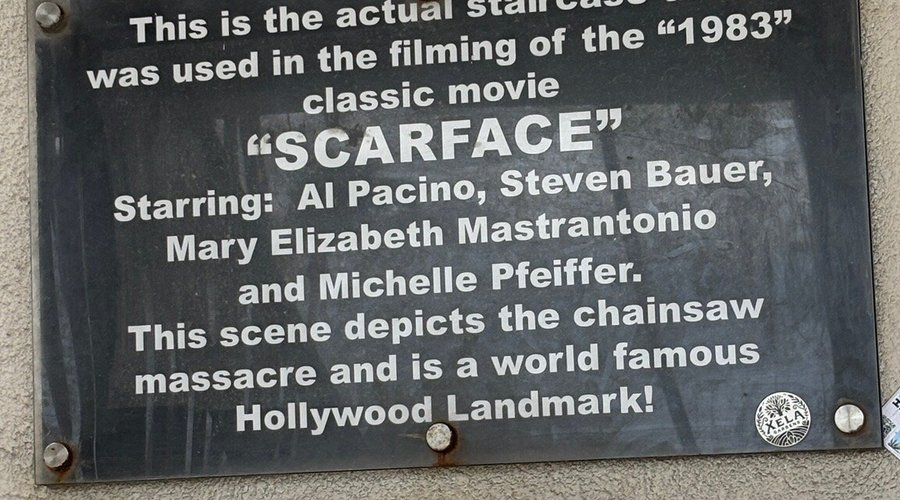 This is the actual staircase
was used in the filming of the “1983”
classic movie
“SCARFACE”
Starring: Al Pacino, Steven Bauer,
Mary Elizabeth Mastrantonio
and Michelle Pfeiffer.
This scene depicts the chainsaw
massacre and is a world famous
Hollywood Landmark!
XELA